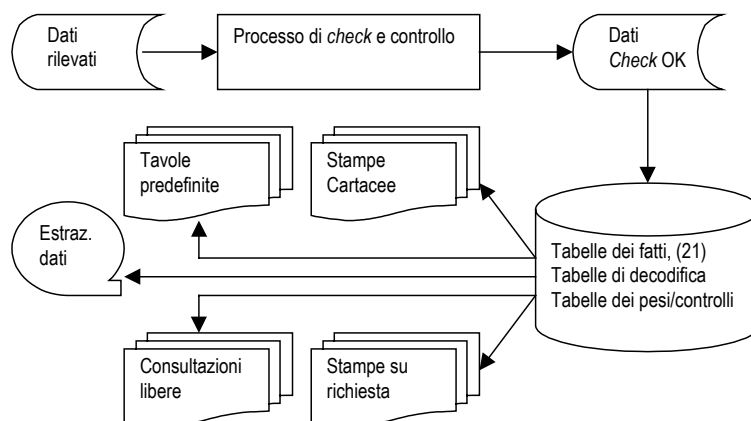 Dati
rilevati
Processo di check e controllo
Dati
Check OK
Tavole
predefinite
Stampe
Cartacee
Estraz.
dati
Tabelle dei fatti, (21)
Tabelle di decodifica
Tabelle dei pesi/controlli
Consultazioni
libere
Stampe su
richiesta